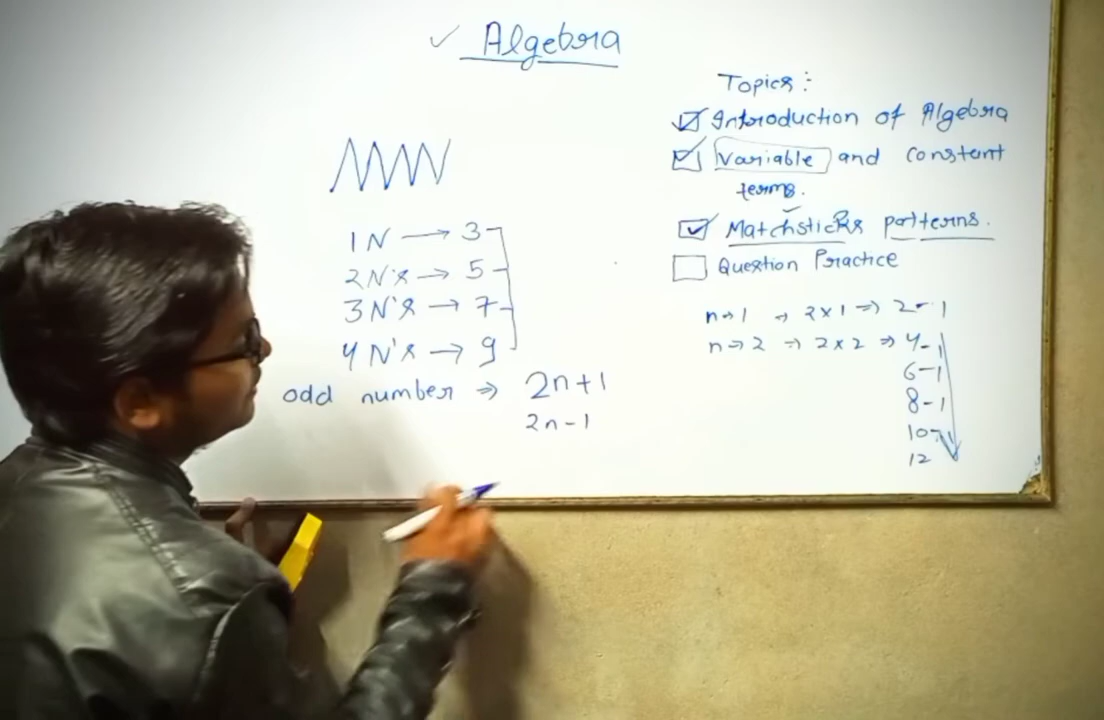 ✓ Algebra
Topics :-
☑ Introduction of Algebra
☑ Variable and constant
terms.
☑ Matchsticks patterns.
☐ Question Practice
NNNN
1N → 3
2N's → 5
3N's → 7
4N's → 9
odd number ⇒ 2n+1
2n-1
n→1 → 2×1 ⇒ 2-1
n→2 → 2×2 ⇒ 4-1
6-1
8-1
10-
12